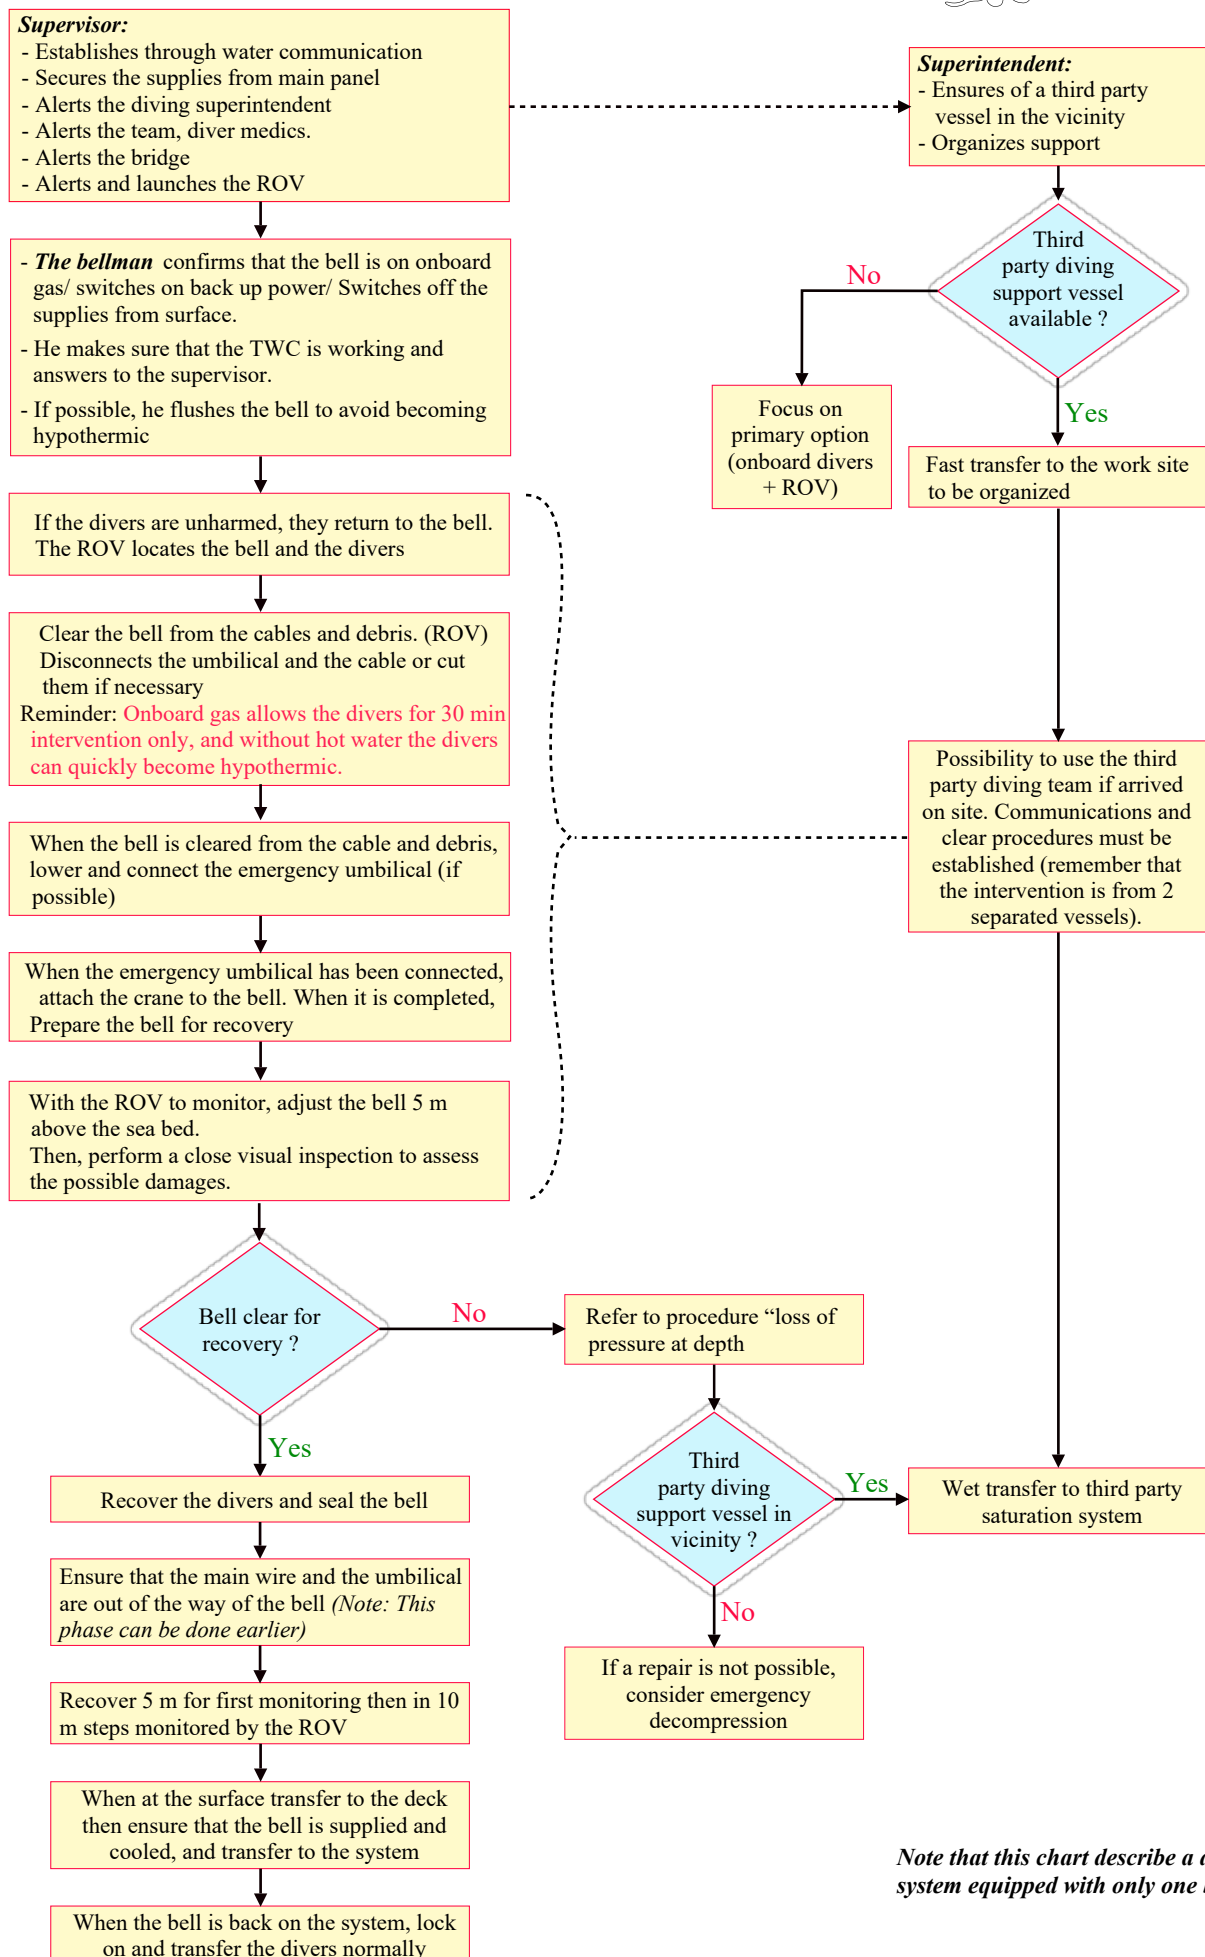 Supervisor:
- Establishes through water communication
- Secures the supplies from main panel
- Alerts the diving superintendent
- Alerts the team, diver medics.
- Alerts the bridge
- Alerts and launches the ROV
Superintendent:
- Ensures of a third party
vessel in the vicinity
- Organizes support
- The bellman confirms that the bell is on onboard
gas/ switches on back up power/ Switches off the
supplies from surface.
- He makes sure that the TWC is working and
answers to the supervisor.
- If possible, he flushes the bell to avoid becoming
hypothermic
Third
party diving
support vessel
available ?
No
Yes
Focus on
primary option
(onboard divers
+ ROV)
Fast transfer to the work site
to be organized
If the divers are unharmed, they return to the bell.
The ROV locates the bell and the divers
Clear the bell from the cables and debris. (ROV)
Disconnects the umbilical and the cable or cut
them if necessary
Reminder: Onboard gas allows the divers for 30 min
intervention only, and without hot water the divers
can quickly become hypothermic.
Possibility to use the third
party diving team if arrived
on site. Communications and
clear procedures must be
established (remember that
the intervention is from 2
separated vessels).
When the bell is cleared from the cable and debris,
lower and connect the emergency umbilical (if
possible)
When the emergency umbilical has been connected,
attach the crane to the bell. When it is completed,
Prepare the bell for recovery
With the ROV to monitor, adjust the bell 5 m
above the sea bed.
Then, perform a close visual inspection to assess
the possible damages.
Bell clear for
recovery ?
No
Yes
Refer to procedure “loss of
pressure at depth
Third
party diving
support vessel in
vicinity ?
Yes
No
Wet transfer to third party
saturation system
If a repair is not possible,
consider emergency
decompression
Recover the divers and seal the bell
Ensure that the main wire and the umbilical
are out of the way of the bell (Note: This
phase can be done earlier)
Recover 5 m for first monitoring then in 10
m steps monitored by the ROV
When at the surface transfer to the deck
then ensure that the bell is supplied and
cooled, and transfer to the system
When the bell is back on the system, lock
on and transfer the divers normally
Note that this chart describe a
system equipped with only one